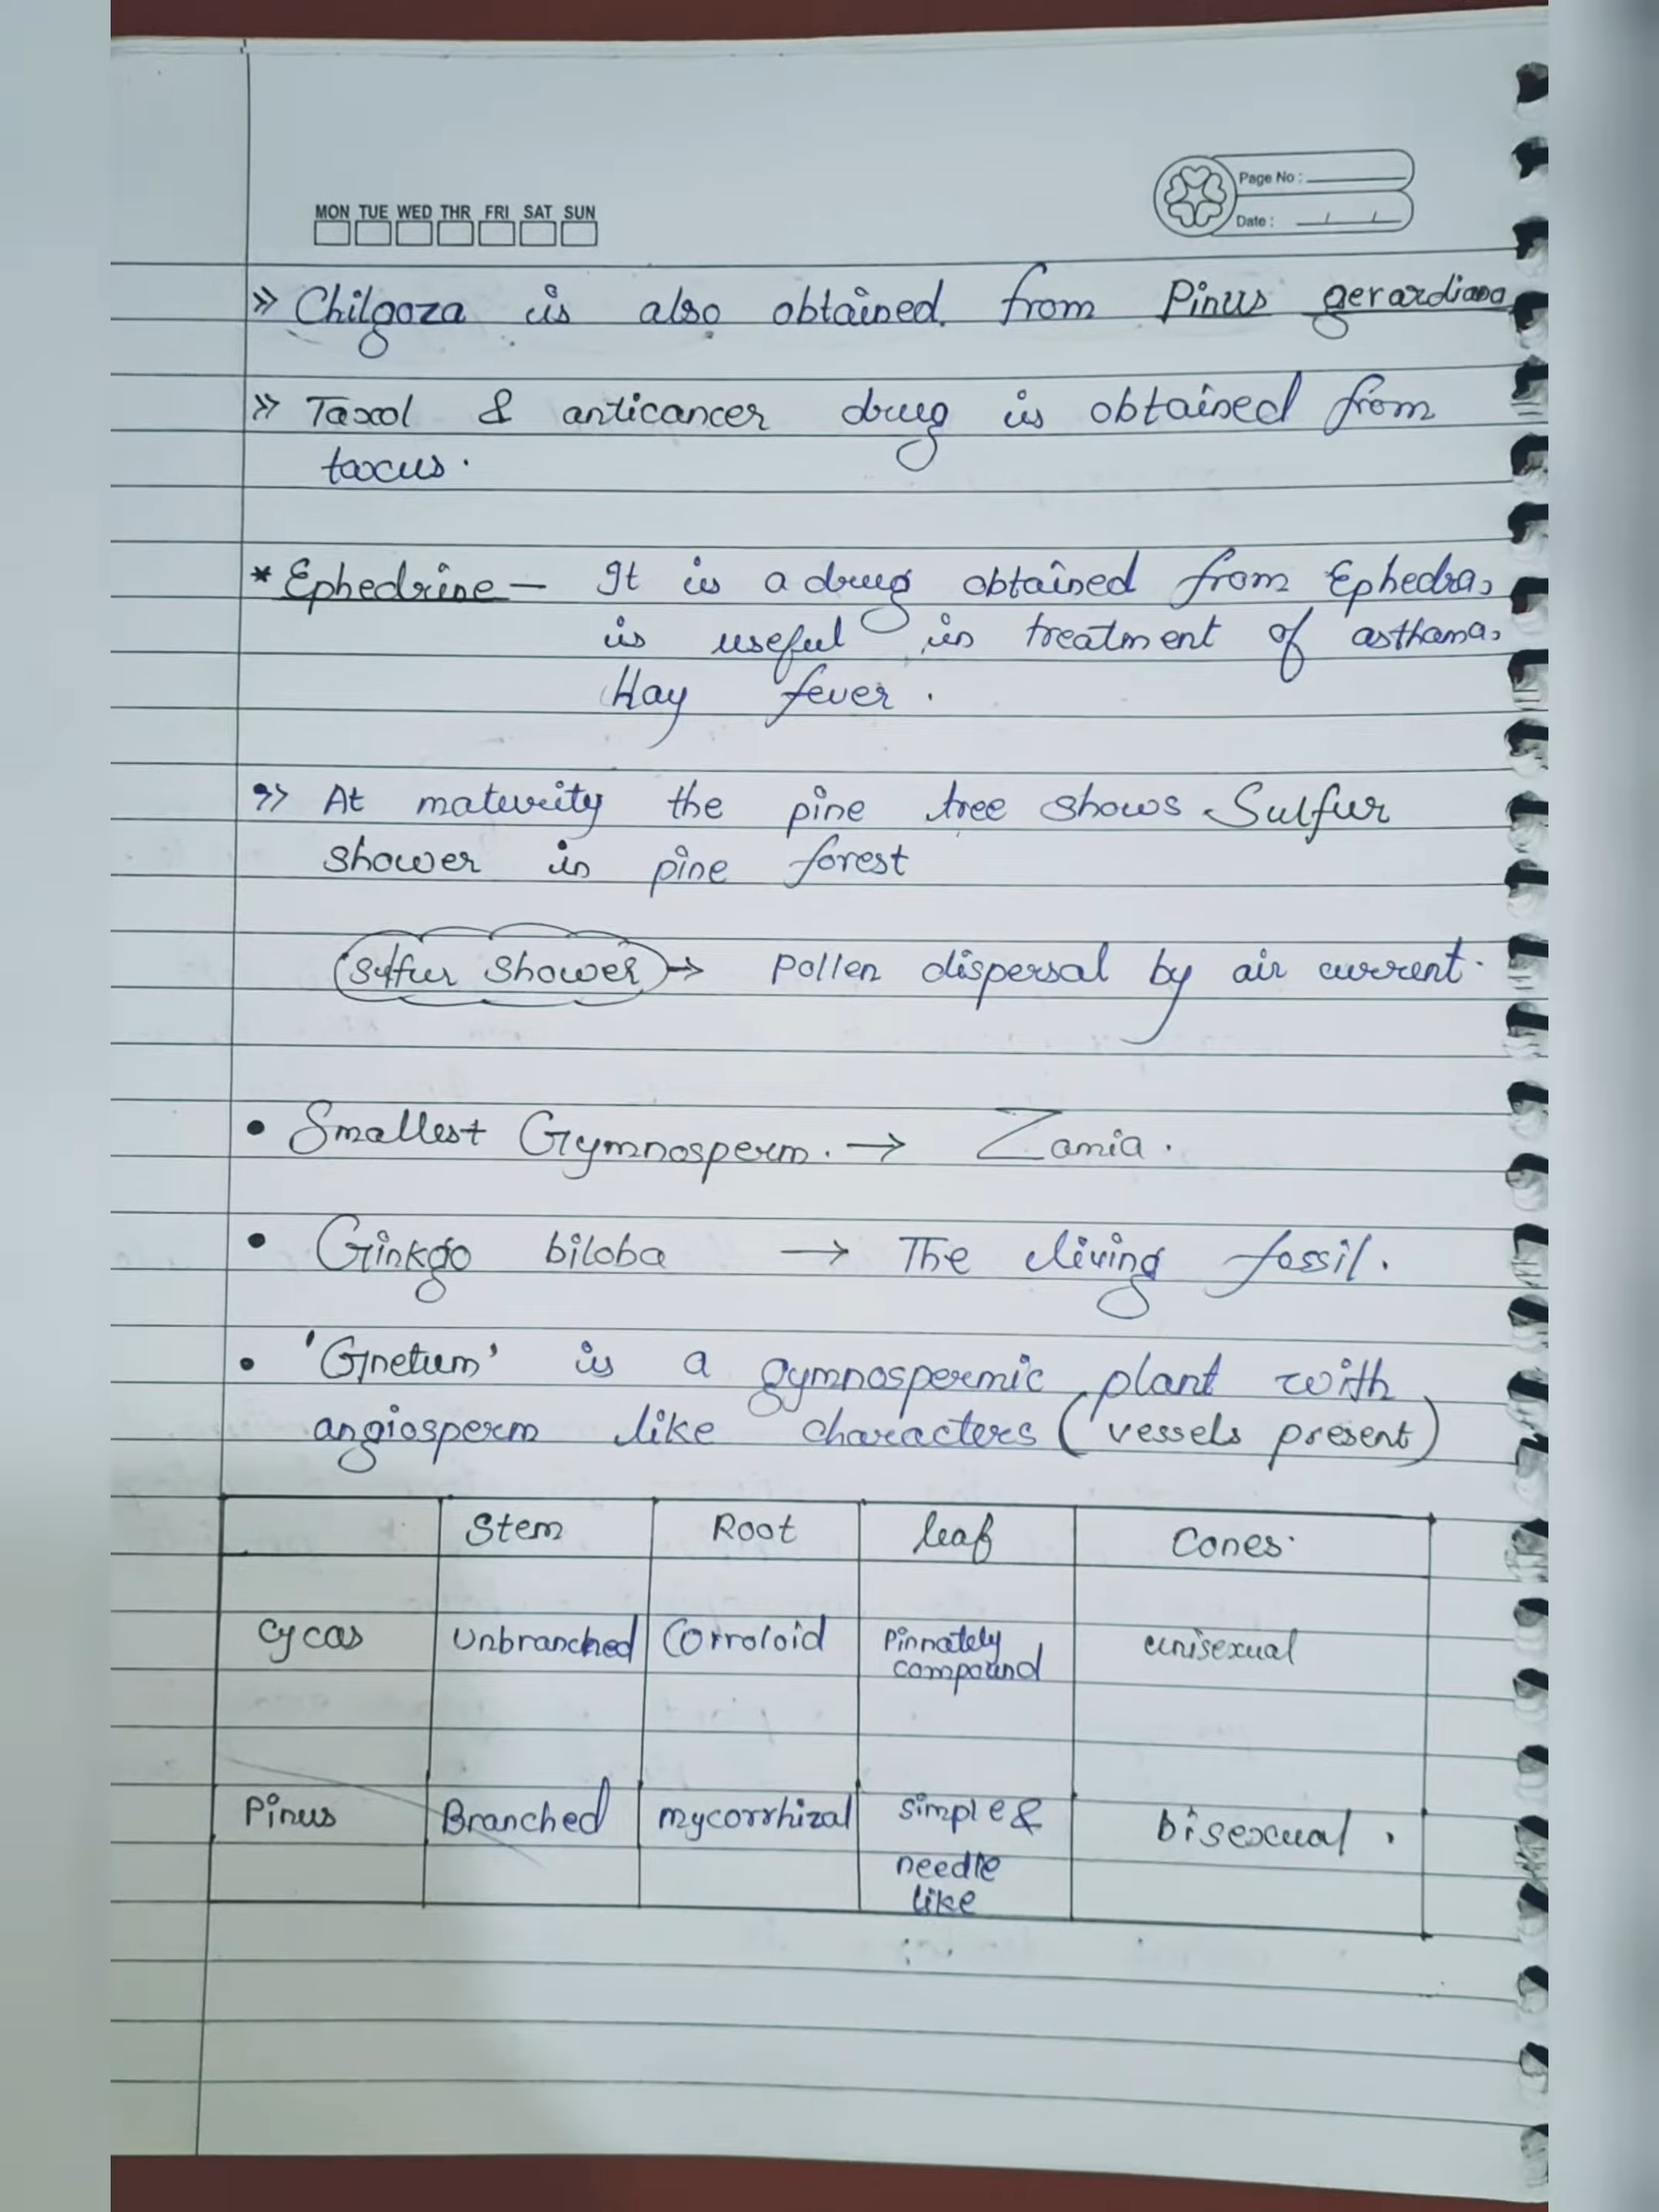 MON TUE WED THR FRI SAT SUN
Page No :
Date : / /
» Chilgoza is also obtained. from Pinus gerardiana
» Taxol & anticancer drug is obtained from
taxus.
* Ephedrine — It is a drug obtained from Ephedra,
is useful in treatment of asthama,
Hay fever.
» At maturity the pine tree shows Sulfur
shower in pine forest
Sulfur shower → Pollen dispersal by air current.
• Smallest Gymnosperm. → Zamia.
• Ginkgo biloba → The living fossil.
• 'Gnetum' is a gymnospermic plant with
angiosperm like characters (vessels present)
Stem Root leaf Cones.
Cycas Unbranched Corroloid Pinnately compound unisexual
Pinus Branched mycorrhizal simple & needle like bisexual.